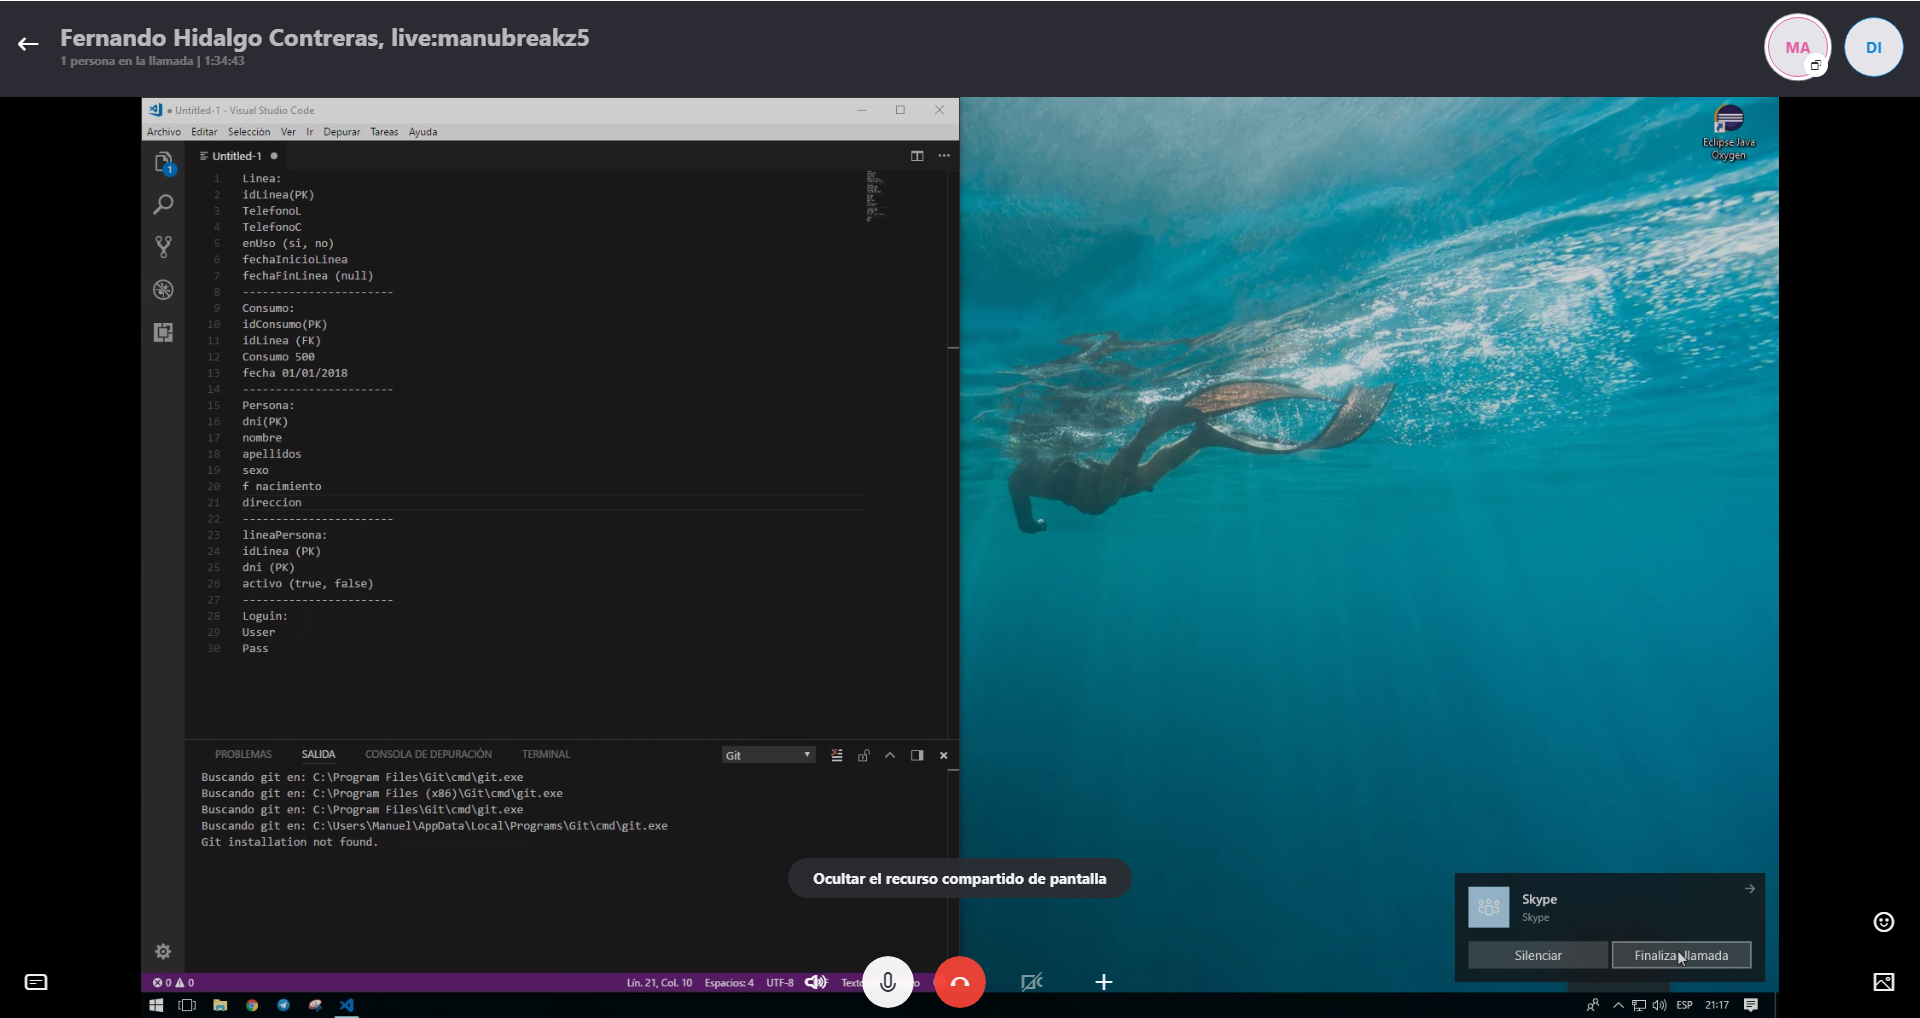 Fernando Hidalgo Contreras, live:manubreakz5
1 persona en la llamada | 1:34:43
MA
DI
● Untitled-1 - Visual Studio Code
Archivo Editar Selección Ver Ir Depurar Tareas Ayuda
Untitled-1 ●
1
1 Linea:
2 idLinea(PK)
3 TelefonoL
4 TelefonoC
5 enUso (si, no)
6 fechaInicioLinea
7 fechaFinLinea (null)
8 -----------------------
9 Consumo:
10 idConsumo(PK)
11 idLinea (FK)
12 Consumo 500
13 fecha 01/01/2018
14 -----------------------
15 Persona:
16 dni(PK)
17 nombre
18 apellidos
19 sexo
20 f nacimiento
21 direccion
22 -----------------------
23 lineaPersona:
24 idLinea (PK)
25 dni (PK)
26 activo (true, false)
27 -----------------------
28 Loguin:
29 Usser
30 Pass
PROBLEMAS SALIDA CONSOLA DE DEPURACIÓN TERMINAL
Git
Buscando git en: C:\Program Files\Git\cmd\git.exe
Buscando git en: C:\Program Files (x86)\Git\cmd\git.exe
Buscando git en: C:\Program Files\Git\cmd\git.exe
Buscando git en: C:\Users\Manuel\AppData\Local\Programs\Git\cmd\git.exe
Git installation not found.
Eclipse Java
Oxygen
Ocultar el recurso compartido de pantalla
Skype
Skype
Silenciar
Finalizar llamada
0 0
Lín. 21, Col. 10 Espacios: 4 UTF-8
ESP 21:17